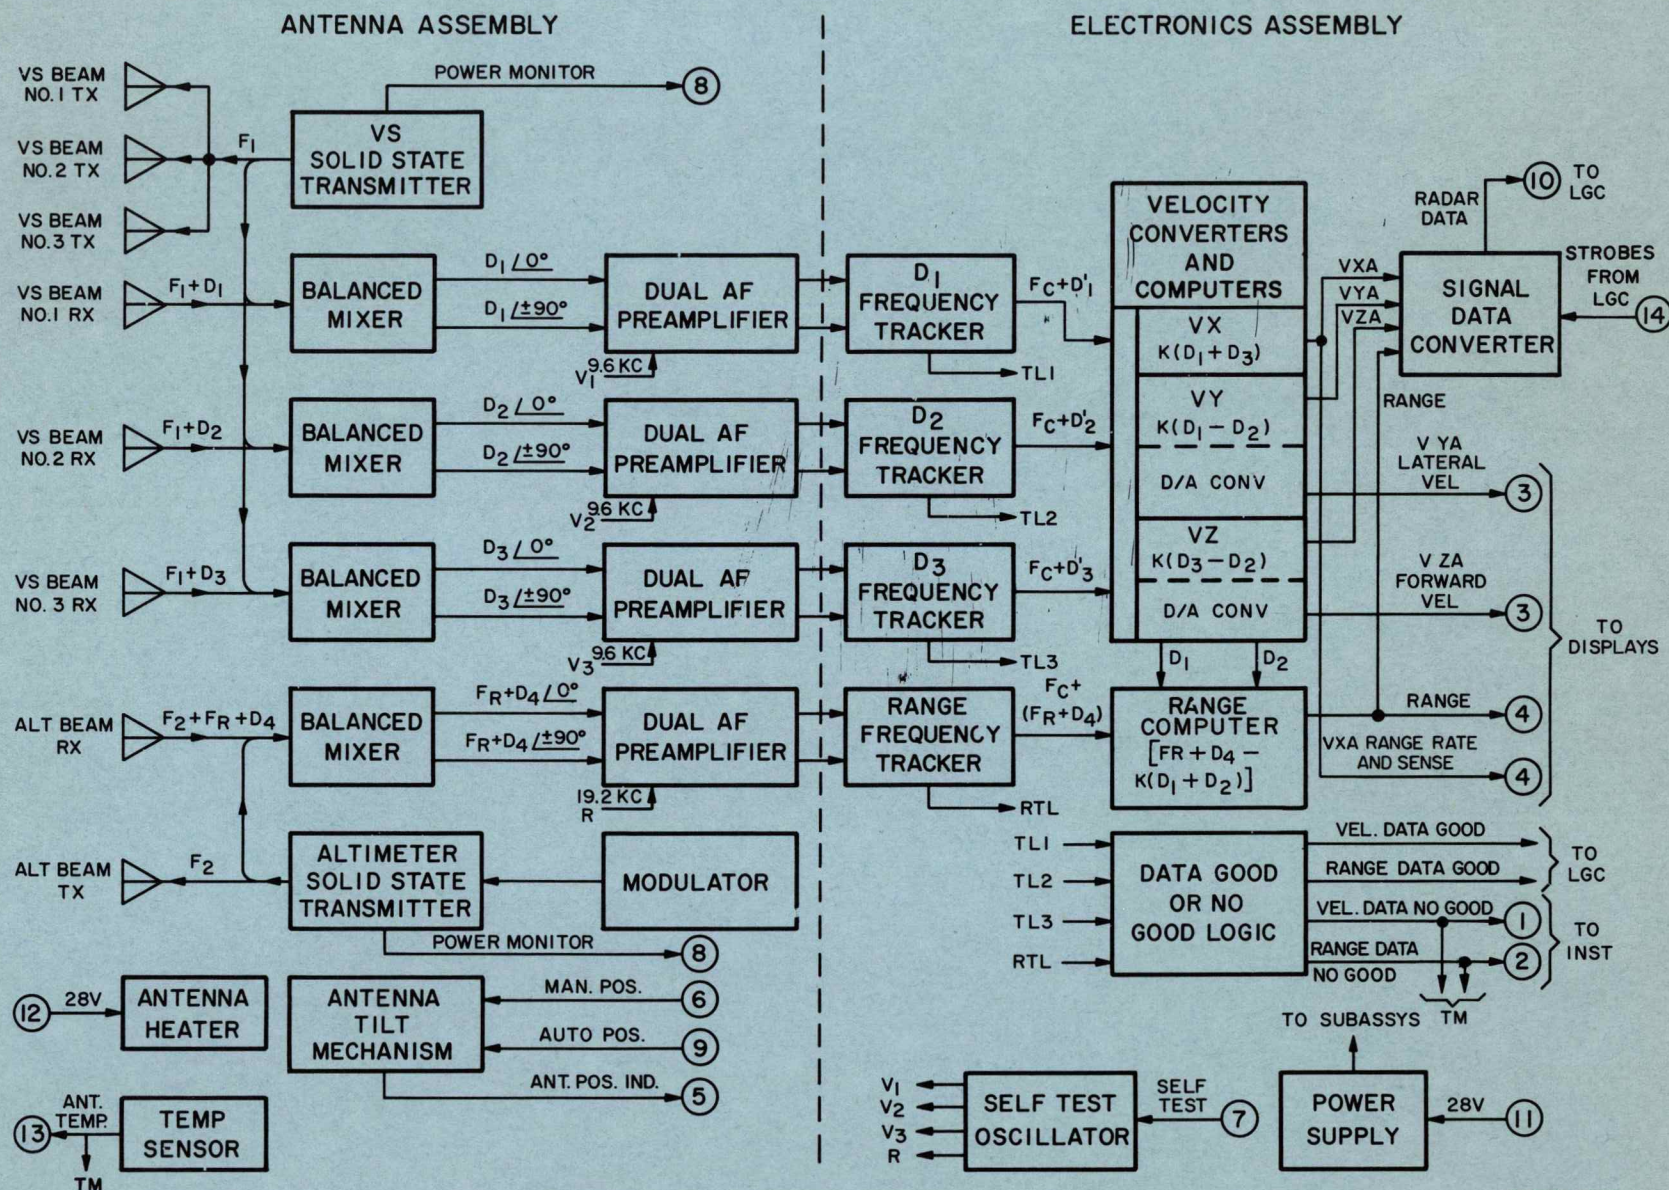 ANTENNA ASSEMBLY
ELECTRONICS ASSEMBLY
VS BEAM
NO.1 TX
VS BEAM
NO.2 TX
VS BEAM
NO.3 TX
F1
VS
SOLID STATE
TRANSMITTER
POWER MONITOR
8
VS BEAM
NO.1 RX
F1+D1
BALANCED
MIXER
D1 /0°
D1 /±90°
DUAL AF
PREAMPLIFIER
V1
9.6 KC
D1
FREQUENCY
TRACKER
TL1
FC+D'1
VS BEAM
NO.2 RX
F1+D2
BALANCED
MIXER
D2 /0°
D2 /±90°
DUAL AF
PREAMPLIFIER
V2
9.6 KC
D2
FREQUENCY
TRACKER
TL2
FC+D'2
VS BEAM
NO. 3 RX
F1+D3
BALANCED
MIXER
D3 /0°
D3 /±90°
DUAL AF
PREAMPLIFIER
V3
9.6 KC
D3
FREQUENCY
TRACKER
TL3
FC+D'3
VELOCITY
CONVERTERS
AND
COMPUTERS
VX
K(D1+D3)
VY
K(D1−D2)
D/A CONV
VZ
K(D3−D2)
D/A CONV
D1
D2
VXA
VYA
VZA
RANGE
SIGNAL
DATA
CONVERTER
RADAR
DATA
10
TO
LGC
STROBES
FROM
LGC
14
V YA
LATERAL
VEL
3
V ZA
FORWARD
VEL
3
TO
DISPLAYS
ALT BEAM
RX
F2+FR+D4
BALANCED
MIXER
FR+D4 /0°
FR+D4 /±90°
DUAL AF
PREAMPLIFIER
19.2 KC
R
RANGE
FREQUENCY
TRACKER
RTL
FC+
(FR+D4)
RANGE
COMPUTER
[FR+D4−
K(D1+D2)]
RANGE
4
VXA RANGE RATE
AND SENSE
4
ALT BEAM
TX
F2
ALTIMETER
SOLID STATE
TRANSMITTER
MODULATOR
POWER MONITOR
8
TL1
TL2
TL3
RTL
DATA GOOD
OR NO
GOOD LOGIC
VEL. DATA GOOD
RANGE DATA GOOD
TO
LGC
VEL. DATA NO GOOD
1
RANGE DATA
NO GOOD
2
TO
INST
TM
12
28V
ANTENNA
HEATER
ANTENNA
TILT
MECHANISM
MAN. POS.
6
AUTO POS.
9
ANT. POS. IND.
5
13
ANT.
TEMP.
TM
TEMP
SENSOR
V1
V2
V3
R
SELF TEST
OSCILLATOR
SELF
TEST
7
TO SUBASSYS
POWER
SUPPLY
28V
11